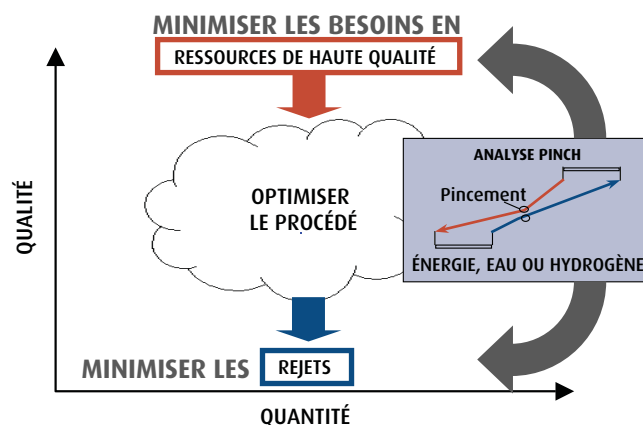 MINIMISER LES BESOINS EN
RESSOURCES DE HAUTE QUALITÉ
QUALITÉ
OPTIMISER
LE PROCÉDÉ
ANALYSE PINCH
Pincement
ÉNERGIE, EAU OU HYDROGÈNE
MINIMISER LES REJETS
QUANTITÉ